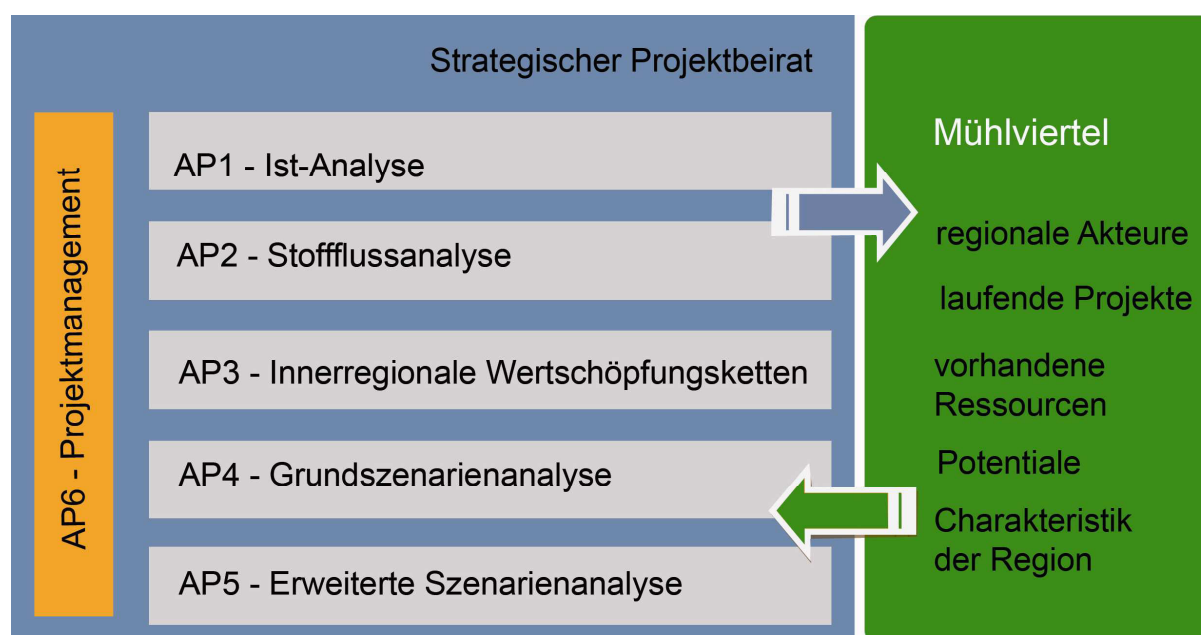 Strategischer Projektbeirat
AP6 - Projektmanagement
AP1 - Ist-Analyse
AP2 - Stoffflussanalyse
AP3 - Innerregionale Wertschöpfungsketten
AP4 - Grundszenarienanalyse
AP5 - Erweiterte Szenarienanalyse
Mühlviertel
regionale Akteure
laufende Projekte
vorhandene
Ressourcen
Potentiale
Charakteristik
der Region